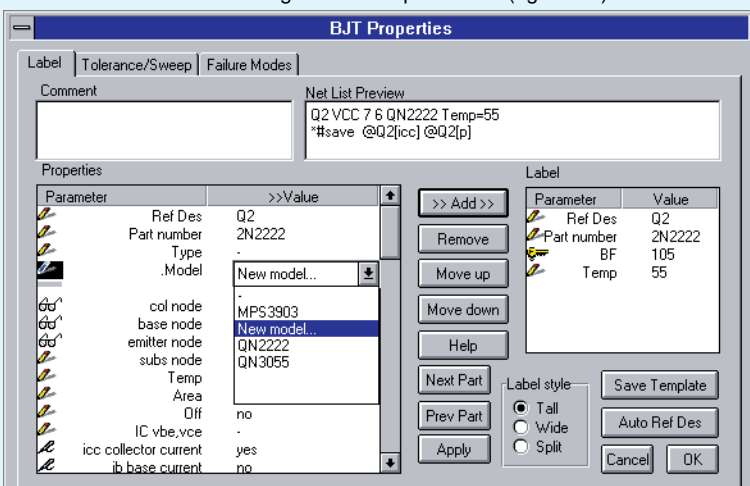 BJT Properties
Label Tolerance/Sweep Failure Modes
Comment
Net List Preview
Q2 VCC 7 6 QN2222 Temp=55
*#save @Q2[icc] @Q2[p]
Properties
Parameter >>Value
Ref Des Q2
Part number 2N2222
Type -
.Model New model...
-
MPS3903
New model...
QN2222
QN3055
col node
base node
emitter node
subs node
Temp
Area
Off no
IC vbe,vce -
icc collector current yes
ib base current no
>> Add >>
Remove
Move up
Move down
Help
Next Part
Prev Part
Apply
Label
Parameter Value
Ref Des Q2
Part number 2N2222
BF 105
Temp 55
Label style
Tall
Wide
Split
Save Template
Auto Ref Des
Cancel OK